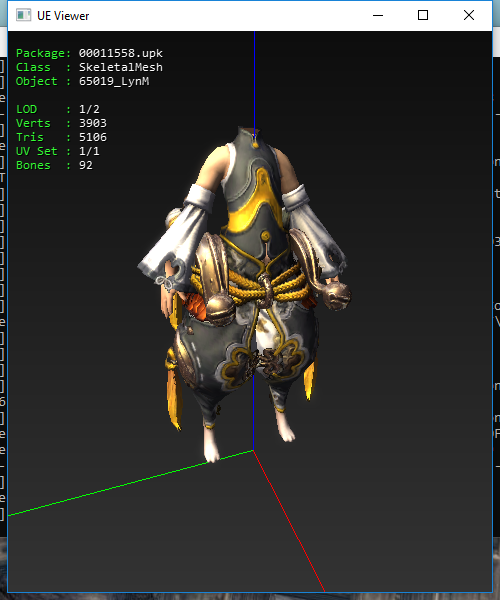 UE Viewer
Package: 00011558.upk
Class  : SkeletalMesh
Object : 65019_LynM
LOD    : 1/2
Verts  : 3903
Tris   : 5106
UV Set : 1/1
Bones  : 92